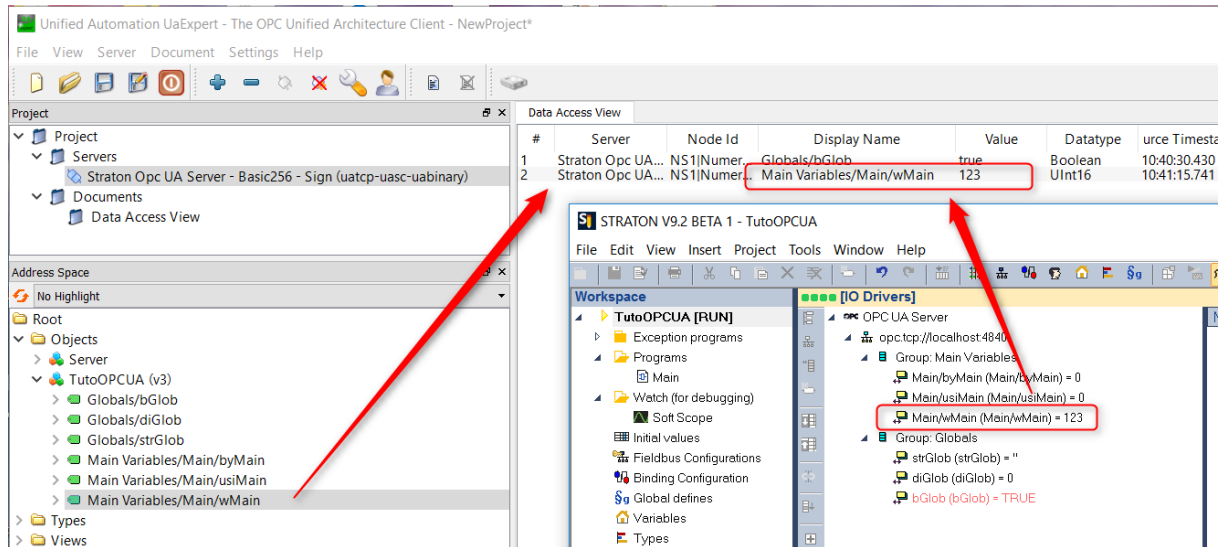 Unified Automation UaExpert - The OPC Unified Architecture Client - NewProject*
File View Server Document Settings Help
Project
Project
Servers
Straton Opc UA Server - Basic256 - Sign (uatcp-uasc-uabinary)
Documents
Data Access View
Address Space
No Highlight
Root
Objects
Server
TutoOPCUA (v3)
Globals/bGlob
Globals/diGlob
Globals/strGlob
Main Variables/Main/byMain
Main Variables/Main/usiMain
Main Variables/Main/wMain
Types
Views
Data Access View
# Server Node Id Display Name Value Datatype urce Timesta
1 Straton Opc UA... NS1|Numer... Globals/bGlob true Boolean 10:40:30.430
2 Straton Opc UA... NS1|Numer... Main Variables/Main/wMain 123 UInt16 10:41:15.741
STRATON V9.2 BETA 1 - TutoOPCUA
File Edit View Insert Project Tools Window Help
Workspace
TutoOPCUA [RUN]
Exception programs
Programs
Main
Watch (for debugging)
Soft Scope
Initial values
Fieldbus Configurations
Binding Configuration
Global defines
Variables
Types
[IO Drivers]
OPC OPC UA Server
opc.tcp://localhost:4840
Group: Main Variables
Main/byMain (Main/byMain) = 0
Main/usiMain (Main/usiMain) = 0
Main/wMain (Main/wMain) = 123
Group: Globals
strGlob (strGlob) = ''
diGlob (diGlob) = 0
bGlob (bGlob) = TRUE